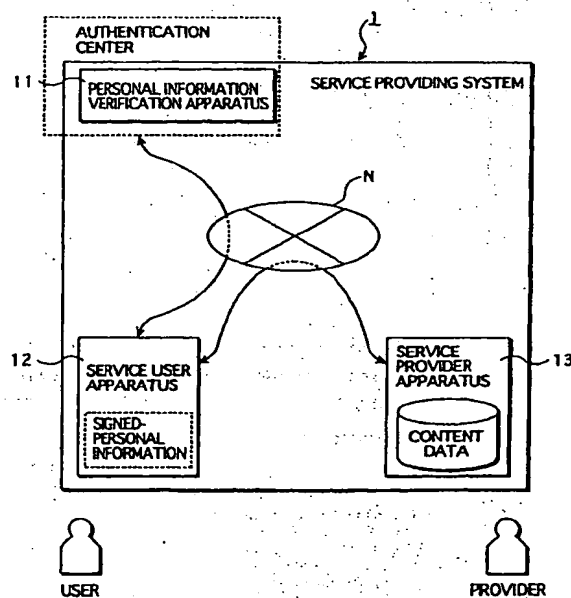 AUTHENTICATION
CENTER
1
11
PERSONAL INFORMATION
VERIFICATION APPARATUS
SERVICE PROVIDING SYSTEM
N
12
SERVICE USER
APPARATUS
SIGNED-
PERSONAL
INFORMATION
SERVICE
PROVIDER
APPARATUS
13
CONTENT
DATA
USER
PROVIDER